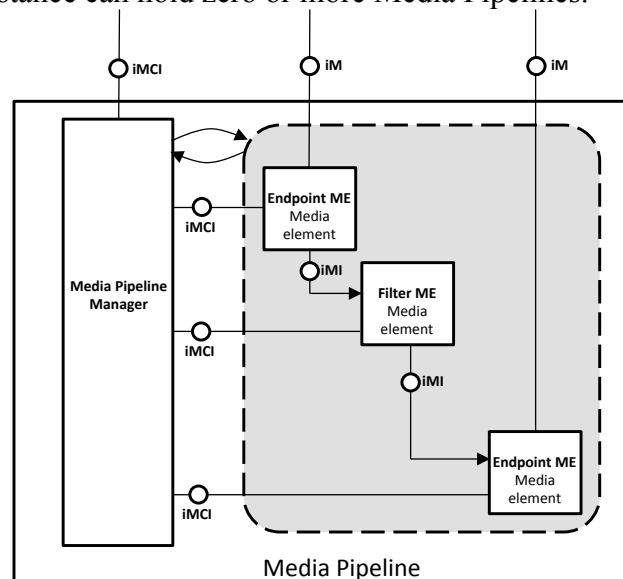 stance can hold zero or more Media Pipelines.
iMCI
iM
iM
Endpoint ME
Media
element
iMCI
iMI
Media Pipeline
Manager
Filter ME
Media
element
iMCI
iMI
Endpoint ME
Media
element
iMCI
Media Pipeline